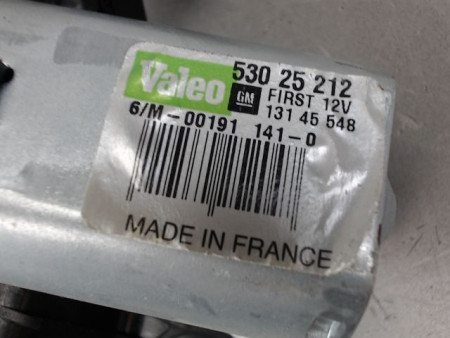 Valeo 530 25 212
GM FIRST 12V
131 45 548
6/M-00191 141-0
MADE IN FRANCE